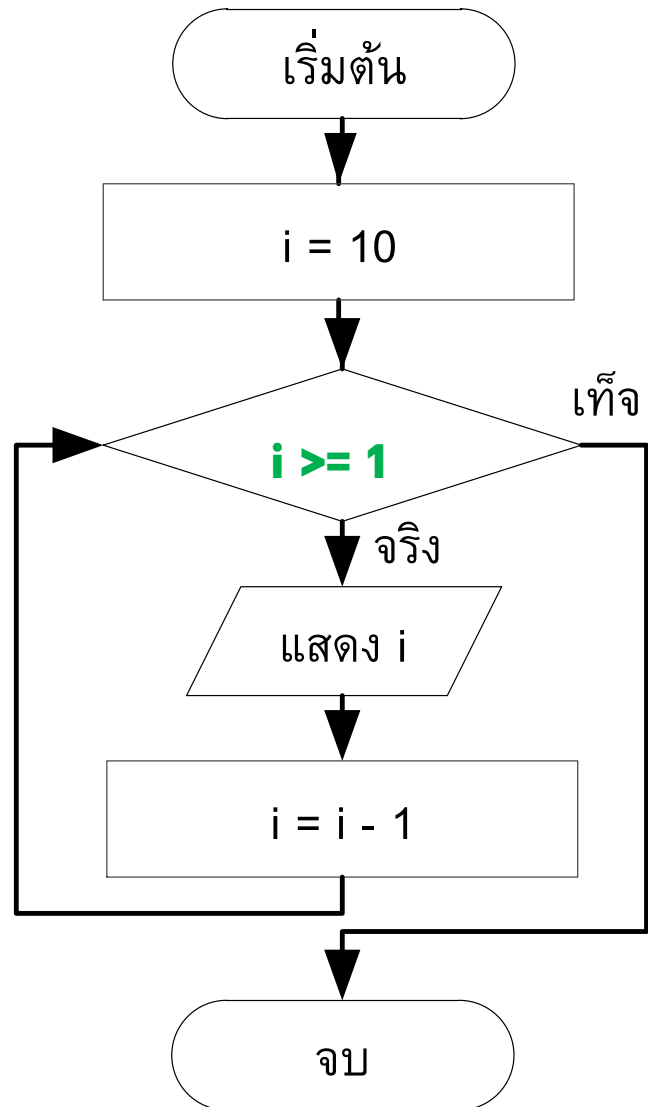 เริ่มต้น
i = 10
เท็จ
i >= 1
จริง
แสดง i
i = i - 1
จบ